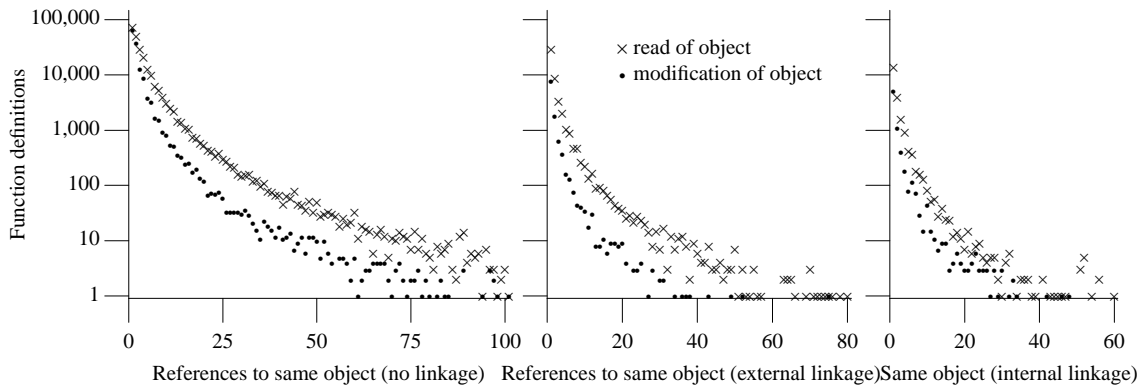 100,000
10,000
1,000
100
10
1
Function definitions
× read of object
• modification of object
0 25 50 75 100
0 20 40 60 80
0 20 40 60
References to same object (no linkage)
References to same object (external linkage)
Same object (internal linkage)